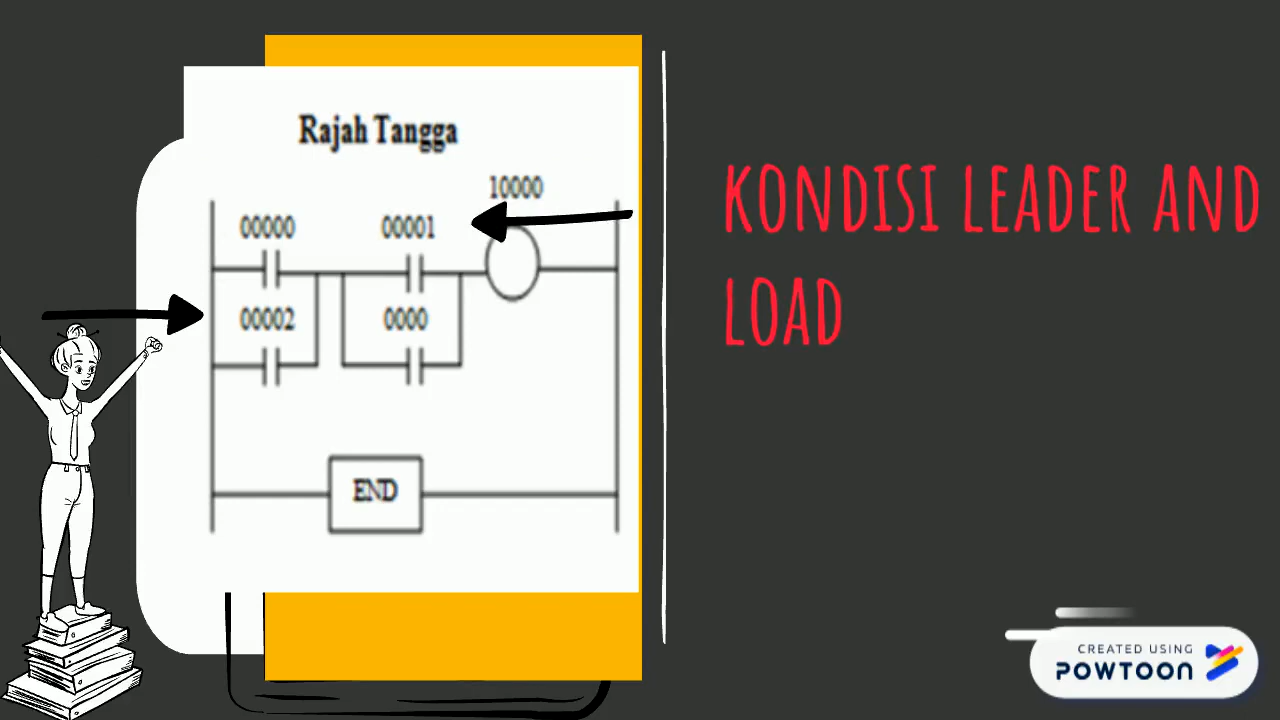 Rajah Tangga
10000
00000
00001
00002
0000
END
KONDISI LEADER AND
LOAD
CREATED USING
POWTOON